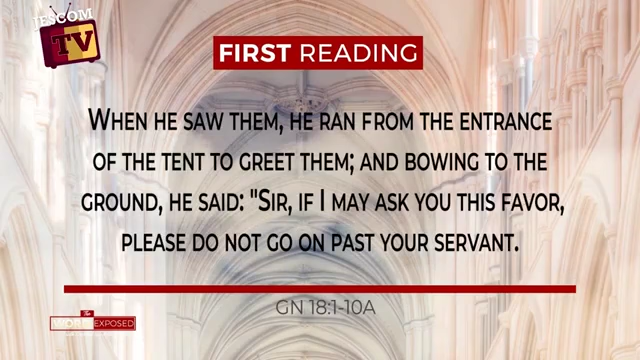 JESCOM
TV
FIRST READING
WHEN HE SAW THEM, HE RAN FROM THE ENTRANCE
OF THE TENT TO GREET THEM; AND BOWING TO THE
GROUND, HE SAID: "SIR, IF I MAY ASK YOU THIS FAVOR,
PLEASE DO NOT GO ON PAST YOUR SERVANT.
GN 18:1-10A
The
WORD EXPOSED